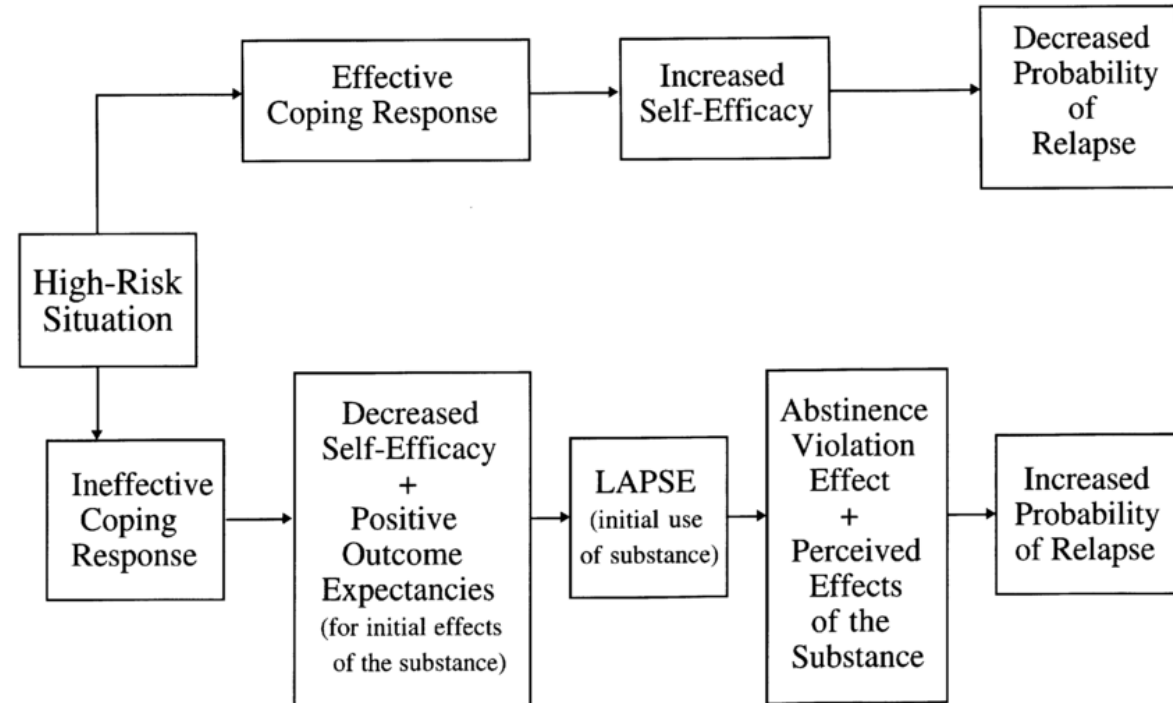 Effective
Coping Response
Increased
Self-Efficacy
Decreased
Probability
of
Relapse
High-Risk
Situation
Ineffective
Coping
Response
Decreased
Self-Efficacy
+
Positive
Outcome
Expectancies
(for initial effects
of the substance)
LAPSE
(initial use
of substance)
Abstinence
Violation
Effect
+
Perceived
Effects
of the
Substance
Increased
Probability
of Relapse